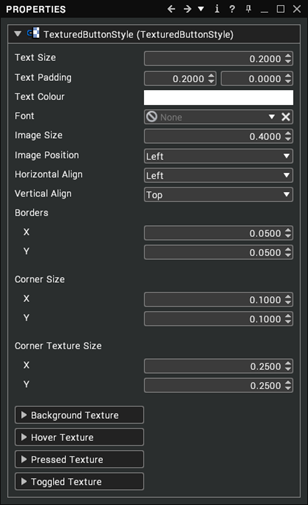 PROPERTIES
TexturedButtonStyle (TexturedButtonStyle)
Text Size 0.2000
Text Padding 0.2000 0.0000
Text Colour
Font None
Image Size 0.4000
Image Position Left
Horizontal Align Left
Vertical Align Top
Borders
X 0.0500
Y 0.0500
Corner Size
X 0.1000
Y 0.1000
Corner Texture Size
X 0.2500
Y 0.2500
Background Texture
Hover Texture
Pressed Texture
Toggled Texture